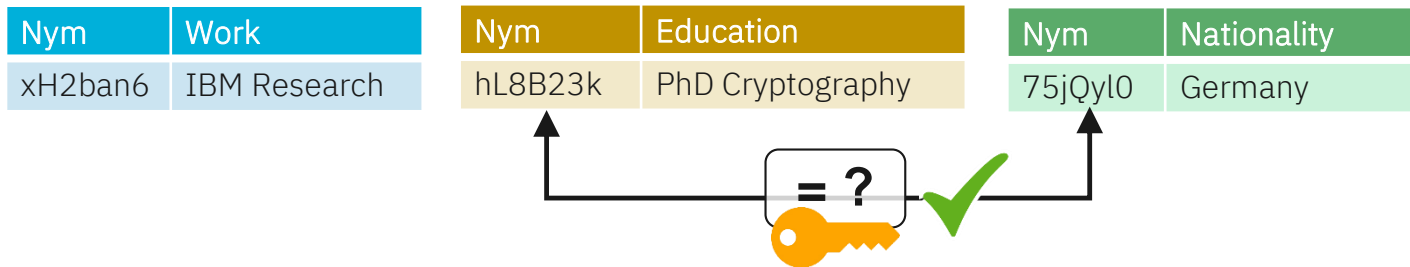 Nym Work
xH2ban6 IBM Research
Nym Education
hL8B23k PhD Cryptography
Nym Nationality
75jQyl0 Germany
= ?